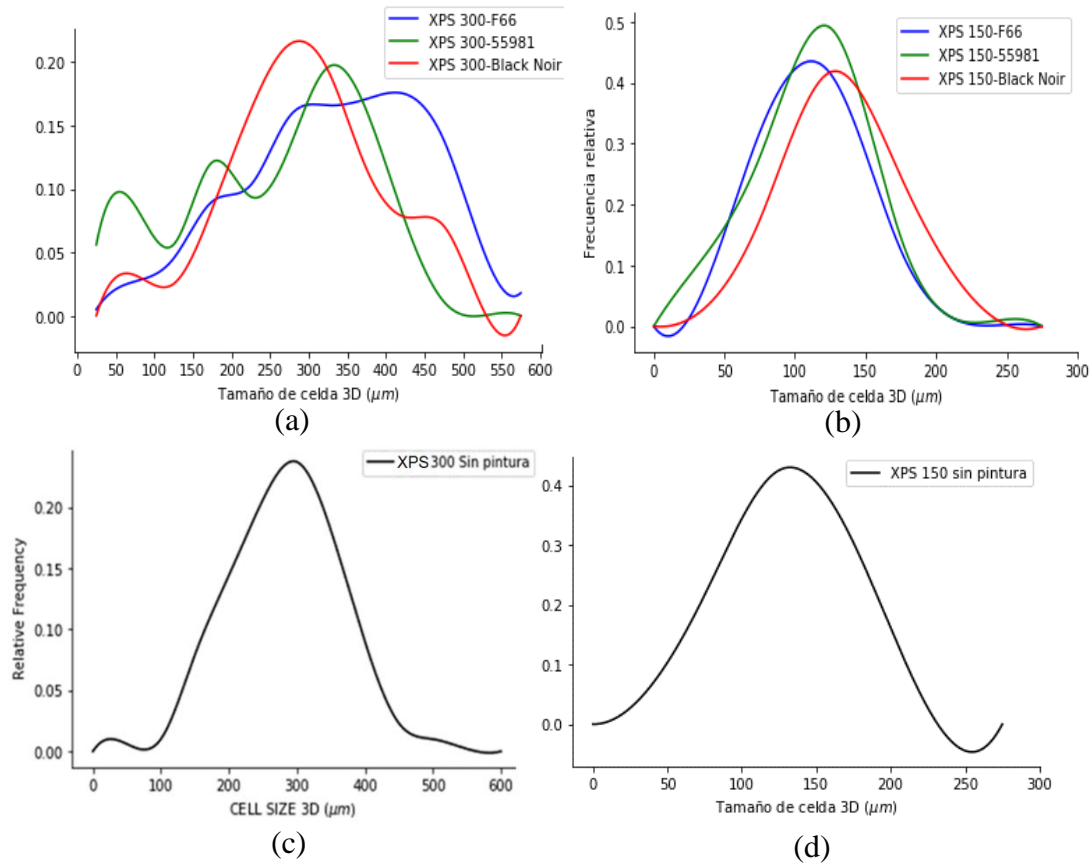 XPS 300-F66
XPS 300-55981
XPS 300-Black Noir
0.20
0.15
0.10
0.05
0.00
50 100 150 200 250 300 350 400 450 500 550 600
Tamaño de celda 3D (μm)
(a)
XPS 150-F66
XPS 150-55981
XPS 150-Black Noir
Frecuencia relativa
0.5
0.4
0.3
0.2
0.1
0.0
0 50 100 150 200 250 300
Tamaño de celda 3D (μm)
(b)
XPS 300 Sin pintura
Relative Frequency
0.20
0.15
0.10
0.05
0.00
0 100 200 300 400 500 600
CELL SIZE 3D (μm)
(c)
XPS 150 sin pintura
0.4
0.3
0.2
0.1
0.0
0 50 100 150 200 250 300
Tamaño de celda 3D (μm)
(d)